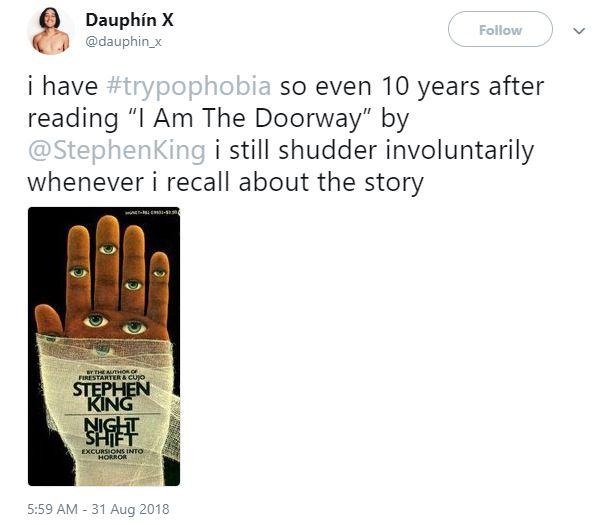 Dauphín X
@dauphin_x
Follow
i have #trypophobia so even 10 years after
reading “I Am The Doorway” by
@StephenKing i still shudder involuntarily
whenever i recall about the story
BY THE AUTHOR OF
FIRESTARTER & CUJO
STEPHEN
KING
NIGHT
SHIFT
EXCURSIONS INTO
HORROR
5:59 AM - 31 Aug 2018